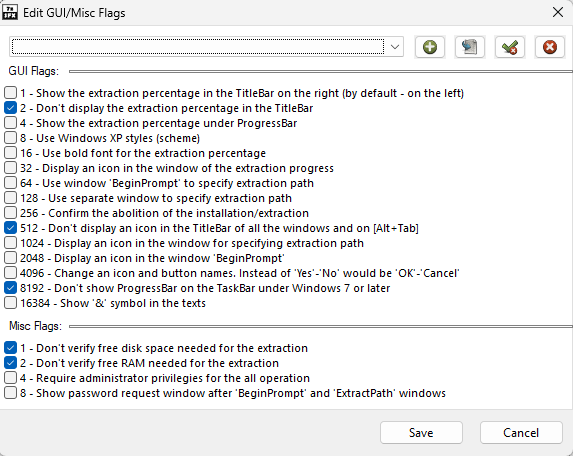 7z
SFX
Edit GUI/Misc Flags
GUI Flags:
1 - Show the extraction percentage in the TitleBar on the right (by default - on the left)
2 - Don't display the extraction percentage in the TitleBar
4 - Show the extraction percentage under ProgressBar
8 - Use Windows XP styles (scheme)
16 - Use bold font for the extraction percentage
32 - Display an icon in the window of the extraction progress
64 - Use window 'BeginPrompt' to specify extraction path
128 - Use separate window to specify extraction path
256 - Confirm the abolition of the installation/extraction
512 - Don't display an icon in the TitleBar of all the windows and on [Alt+Tab]
1024 - Display an icon in the window for specifying extraction path
2048 - Display an icon in the window 'BeginPrompt'
4096 - Change an icon and button names. Instead of 'Yes'-'No' would be 'OK'-'Cancel'
8192 - Don't show ProgressBar on the TaskBar under Windows 7 or later
16384 - Show '&' symbol in the texts
Misc Flags:
1 - Don't verify free disk space needed for the extraction
2 - Don't verify free RAM needed for the extraction
4 - Require administrator privilegies for the all operation
8 - Show password request window after 'BeginPrompt' and 'ExtractPath' windows
Save
Cancel